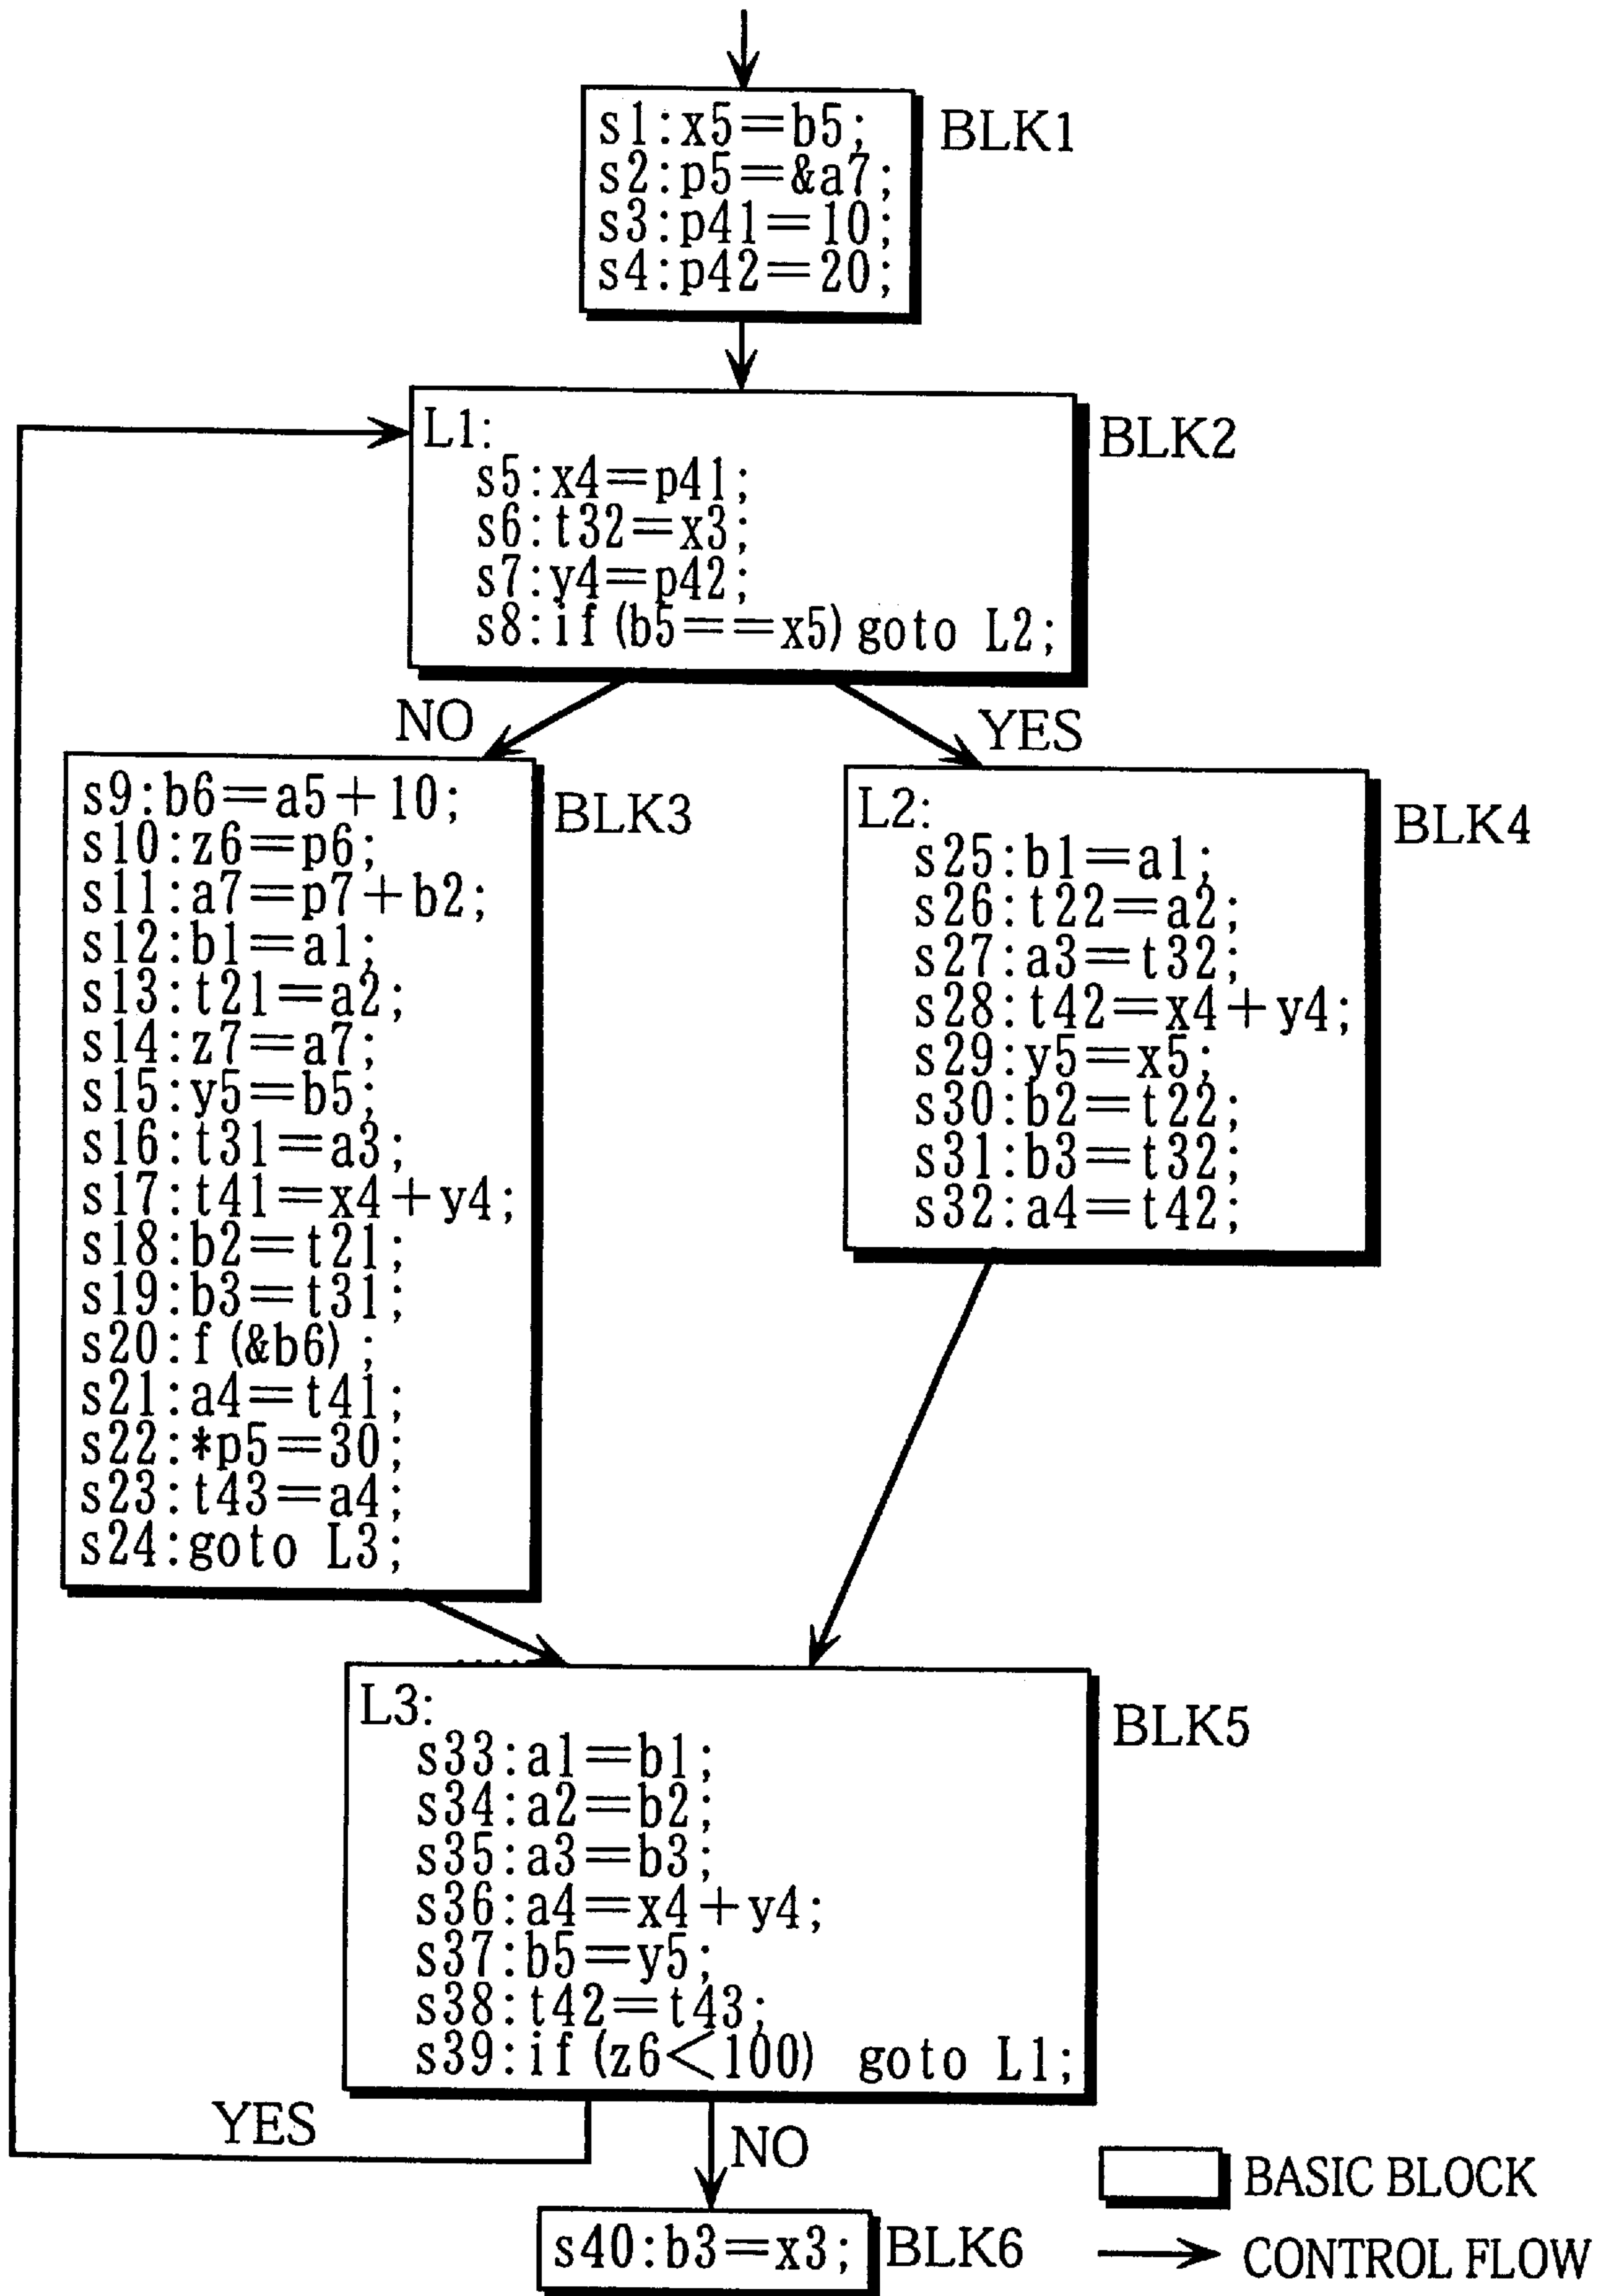 s1:x5=b5;
s2:p5=&a7;
s3:p41=10;
s4:p42=20;
BLK1
L1:
s5:x4=p41;
s6:t32=x3;
s7:y4=p42;
s8:if(b5==x5)goto L2;
BLK2
NO
YES
s9:b6=a5+10;
s10:z6=p6;
s11:a7=p7+b2;
s12:b1=a1;
s13:t21=a2;
s14:z7=a7;
s15:y5=b5;
s16:t31=a3;
s17:t41=x4+y4;
s18:b2=t21;
s19:b3=t31;
s20:f(&b6);
s21:a4=t41;
s22:*p5=30;
s23:t43=a4;
s24:goto L3;
BLK3
L2:
s25:b1=a1;
s26:t22=a2;
s27:a3=t32;
s28:t42=x4+y4;
s29:y5=x5;
s30:b2=t22;
s31:b3=t32;
s32:a4=t42;
BLK4
L3:
s33:a1=b1;
s34:a2=b2;
s35:a3=b3;
s36:a4=x4+y4;
s37:b5=y5;
s38:t42=t43;
s39:if(z6<100) goto L1;
BLK5
YES
NO
s40:b3=x3;
BLK6
BASIC BLOCK
CONTROL FLOW